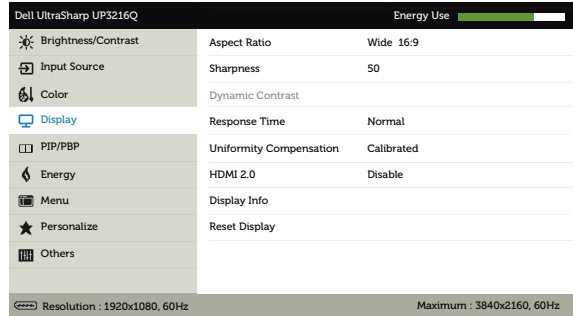 Dell UltraSharp UP3216Q Energy Use
Brightness/Contrast
Input Source
Color
Display
PIP/PBP
Energy
Menu
Personalize
Others
Aspect Ratio Wide 16:9
Sharpness 50
Dynamic Contrast
Response Time Normal
Uniformity Compensation Calibrated
HDMI 2.0 Disable
Display Info
Reset Display
Resolution : 1920x1080, 60Hz Maximum : 3840x2160, 60Hz